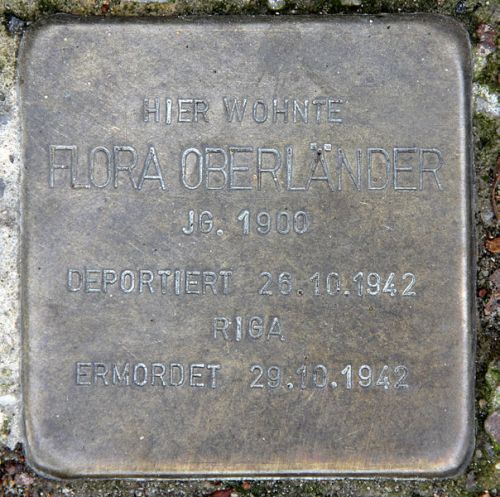 HIER WOHNTE
FLORA OBERLÄNDER
JG. 1900
DEPORTIERT 26.10.1942
RIGA
ERMORDET 29.10.1942